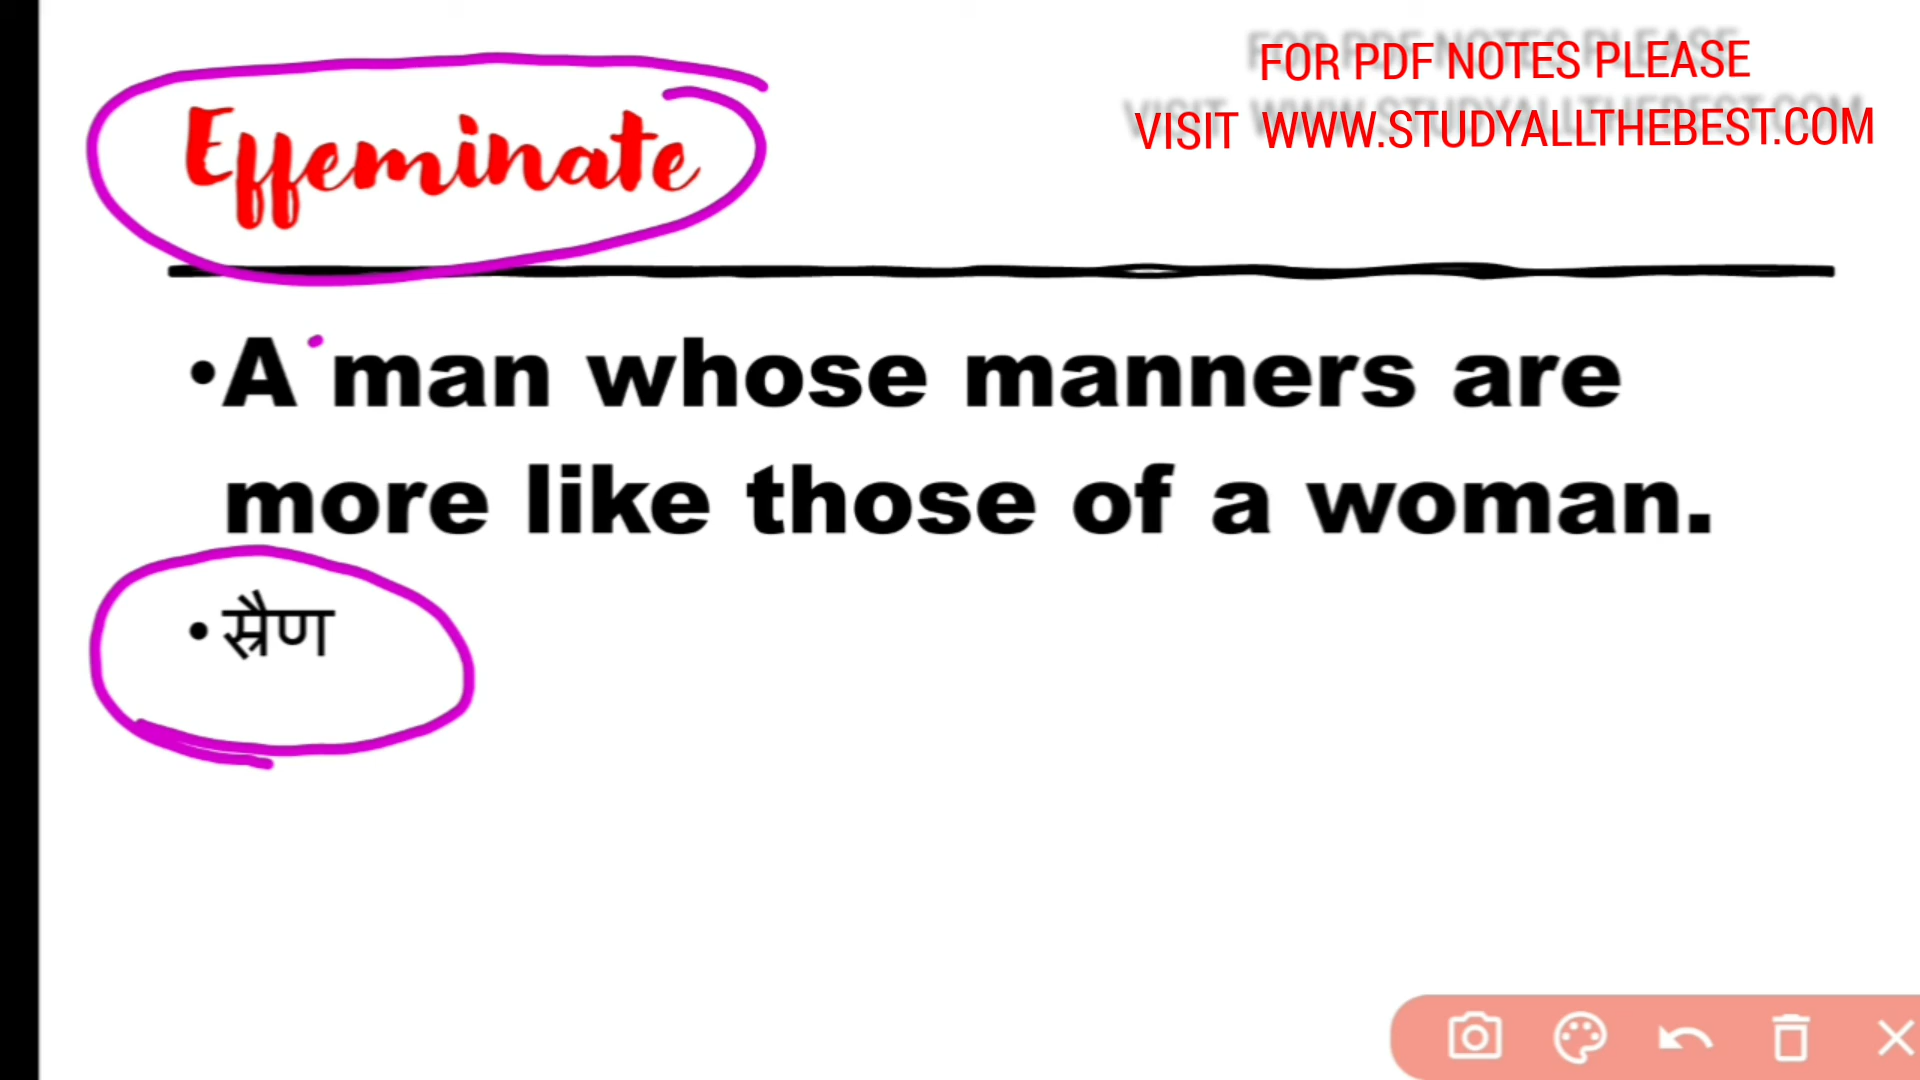 FOR PDF NOTES PLEASE
VISIT WWW.STUDYALLTHEBEST.COM
Effeminate
•A man whose manners are
more like those of a woman.
•स्रैण